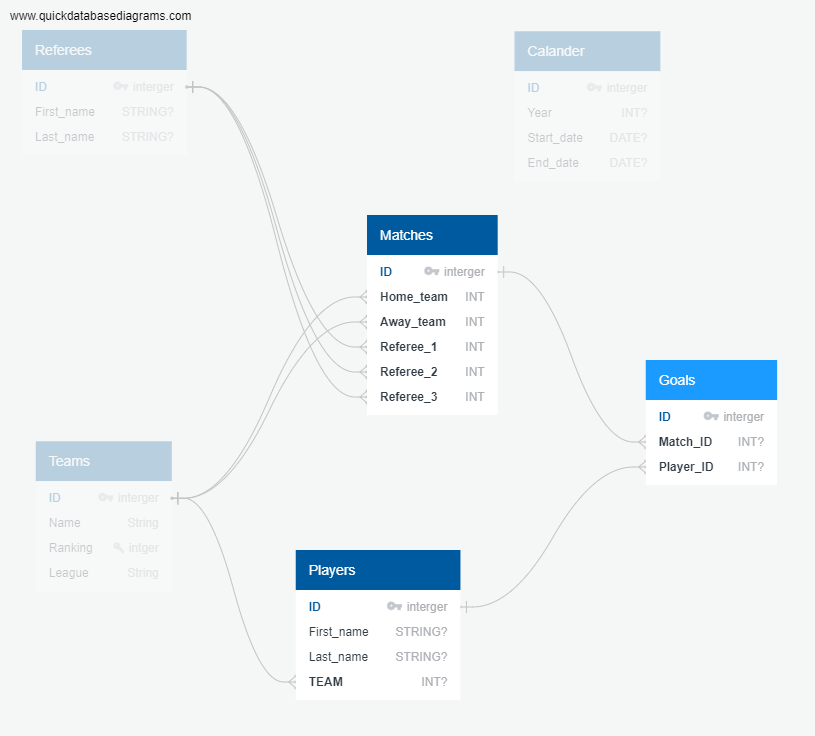 www.quickdatabasediagrams.com
Referees
ID interger
First_name STRING?
Last_name STRING?
Calander
ID interger
Year INT?
Start_date DATE?
End_date DATE?
Matches
ID interger
Home_team INT
Away_team INT
Referee_1 INT
Referee_2 INT
Referee_3 INT
Goals
ID interger
Match_ID INT?
Player_ID INT?
Teams
ID interger
Name String
Ranking intger
League String
Players
ID interger
First_name STRING?
Last_name STRING?
TEAM INT?